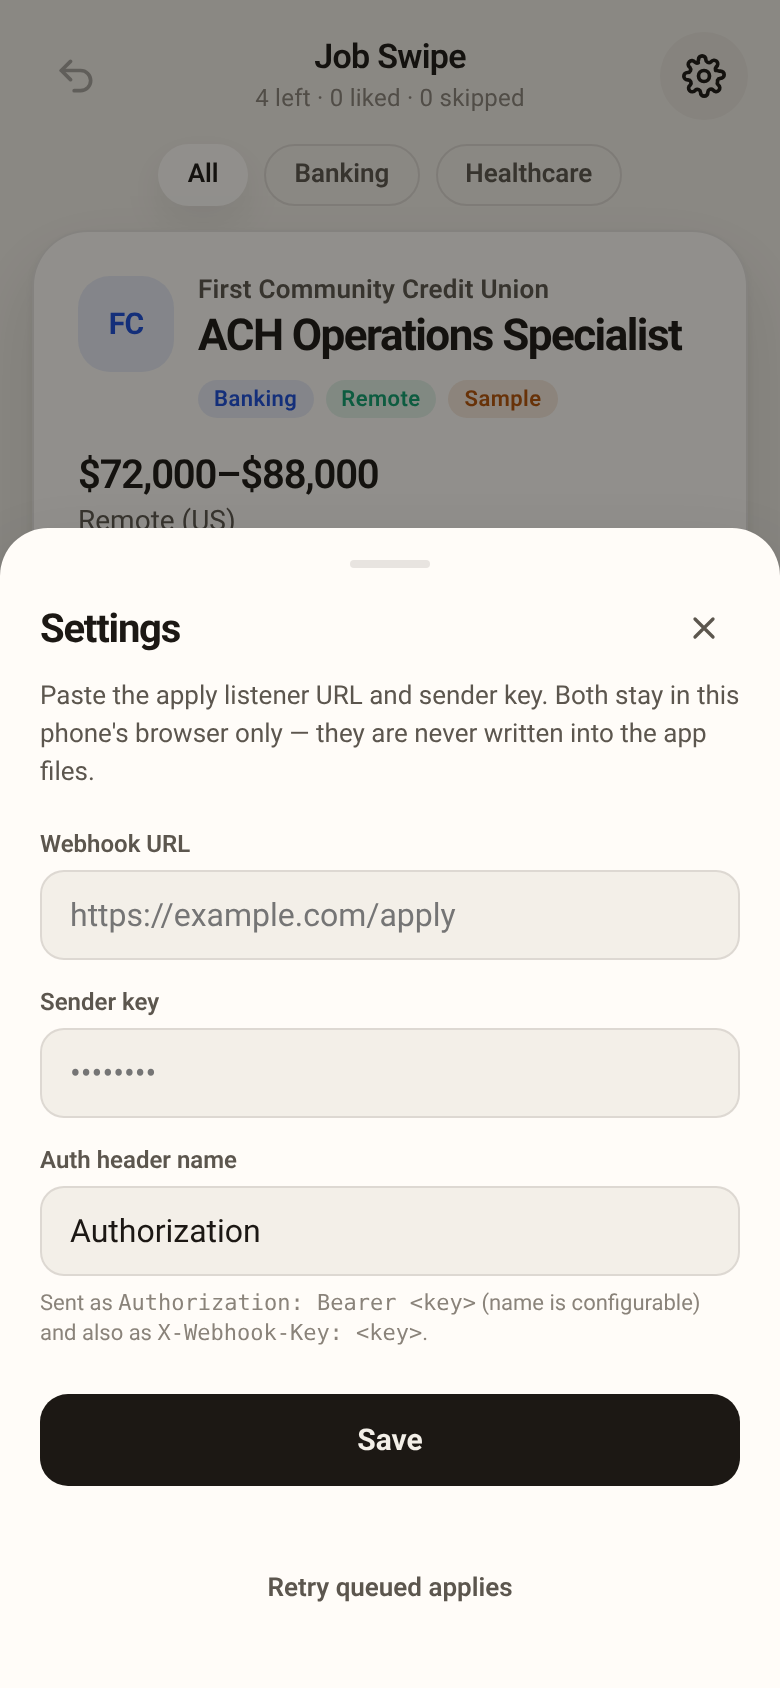 Job Swipe
4 left · 0 liked · 0 skipped
All
Banking
Healthcare
FC
First Community Credit Union
ACH Operations Specialist
Banking
Remote
Sample
$72,000–$88,000
Remote (US)
Settings
Paste the apply listener URL and sender key. Both stay in this
phone's browser only — they are never written into the app
files.
Webhook URL
https://example.com/apply
Sender key
••••••••
Auth header name
Authorization
Sent as Authorization: Bearer <key> (name is configurable)
and also as X-Webhook-Key: <key>.
Save
Retry queued applies